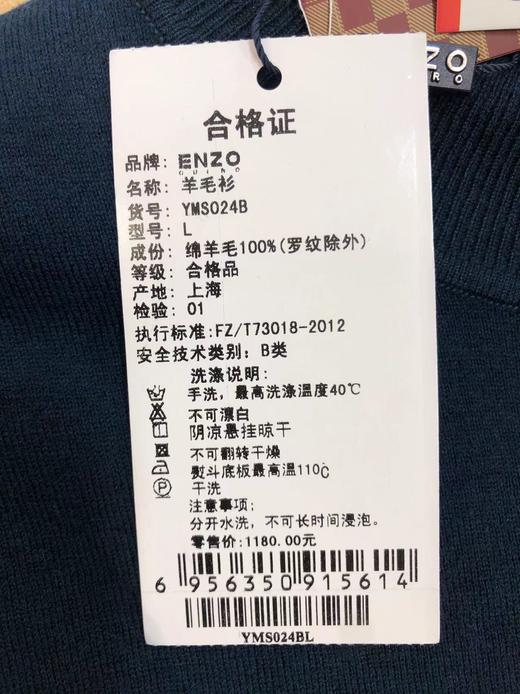 ENZO
GUIRO
合格证
品牌: ENZO
GUIRO
名称: 羊毛衫
货号: YMS024B
型号: L
成份: 绵羊毛100%(罗纹除外)
等级: 合格品
产地: 上海
检验: 01
执行标准:FZ/T73018-2012
安全技术类别: B类
洗涤说明:
手洗, 最高洗涤温度40℃
不可漂白
阴凉悬挂晾干
不可翻转干燥
熨斗底板最高温110℃
干洗
注意事项:
分开水洗, 不可长时间浸泡。
零售价:1180.00元
6 956350 915614
YMS024BL